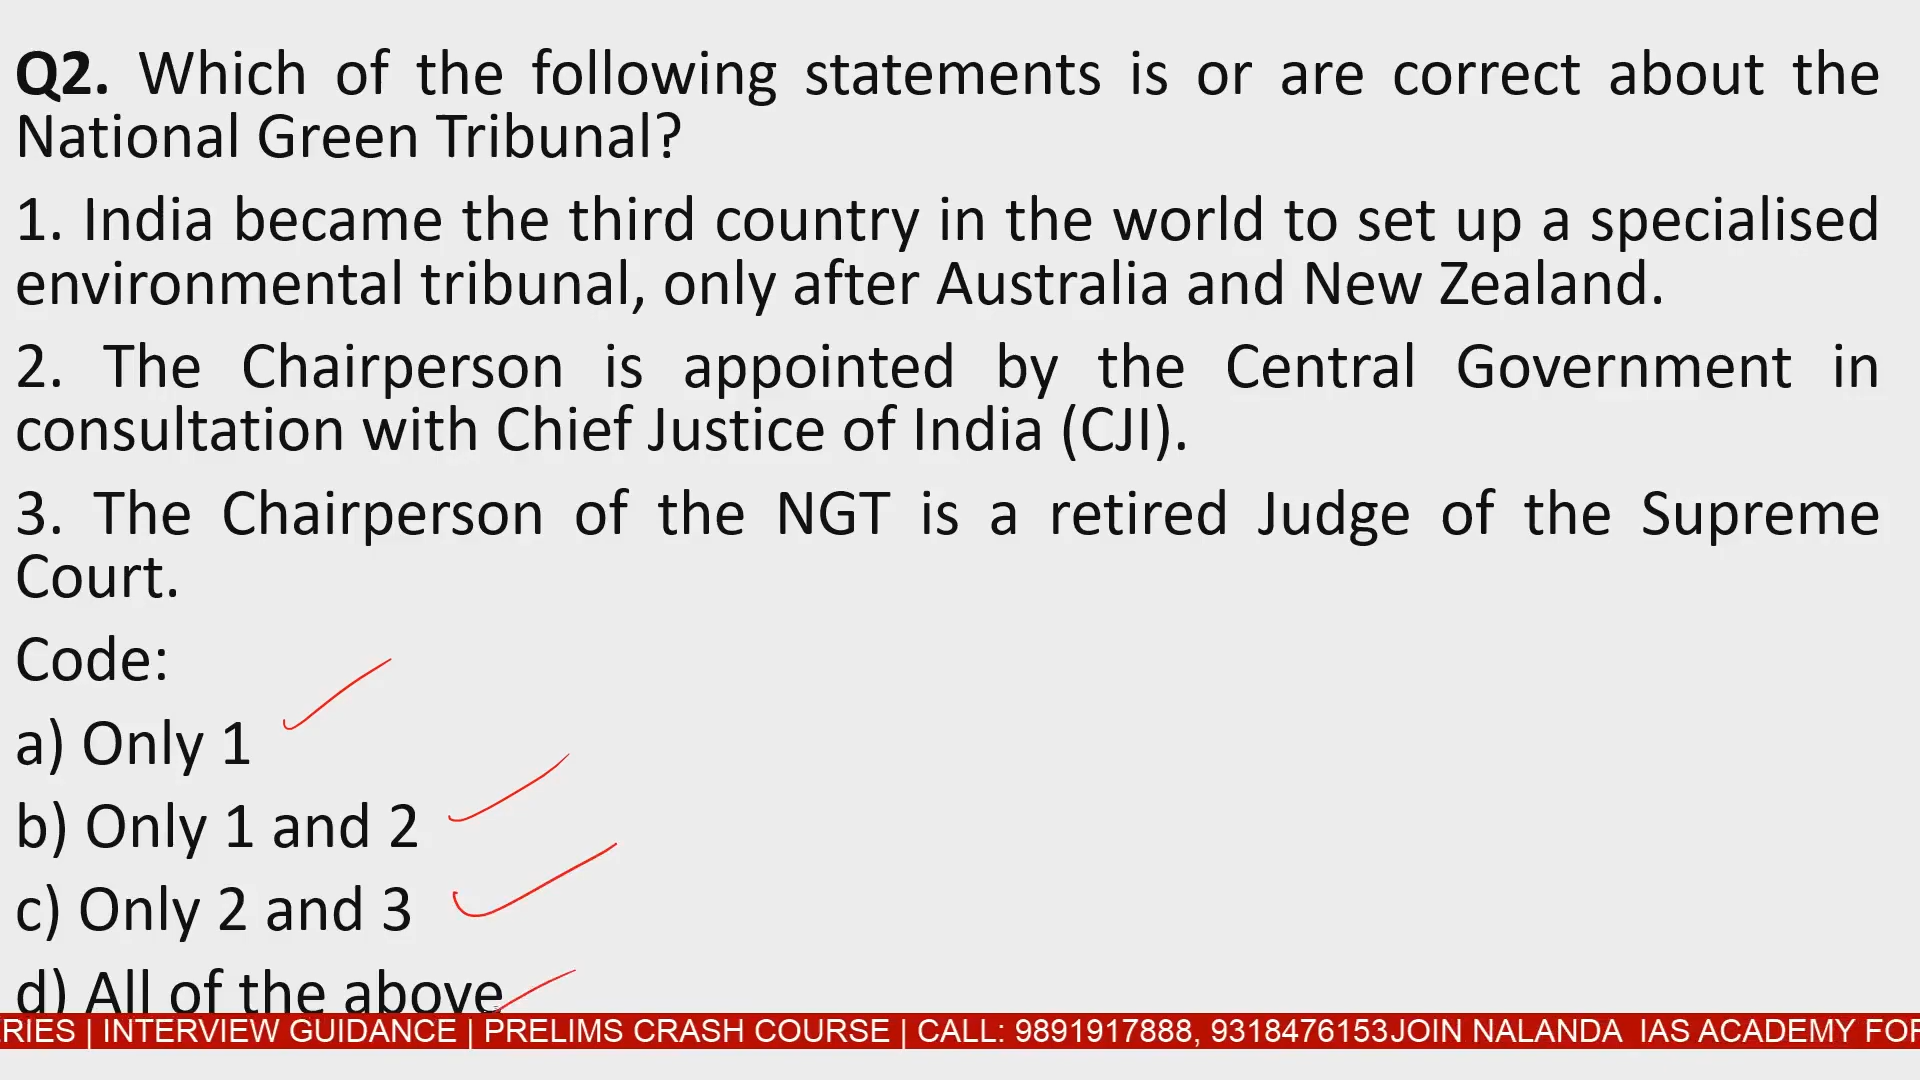 Q2. Which of the following statements is or are correct about the
National Green Tribunal?
1. India became the third country in the world to set up a specialised
environmental tribunal, only after Australia and New Zealand.
2. The Chairperson is appointed by the Central Government in
consultation with Chief Justice of India (CJI).
3. The Chairperson of the NGT is a retired Judge of the Supreme
Court.
Code:
a) Only 1
b) Only 1 and 2
c) Only 2 and 3
d) All of the above
RIES | INTERVIEW GUIDANCE | PRELIMS CRASH COURSE | CALL: 9891917888, 9318476153JOIN NALANDA IAS ACADEMY FOR